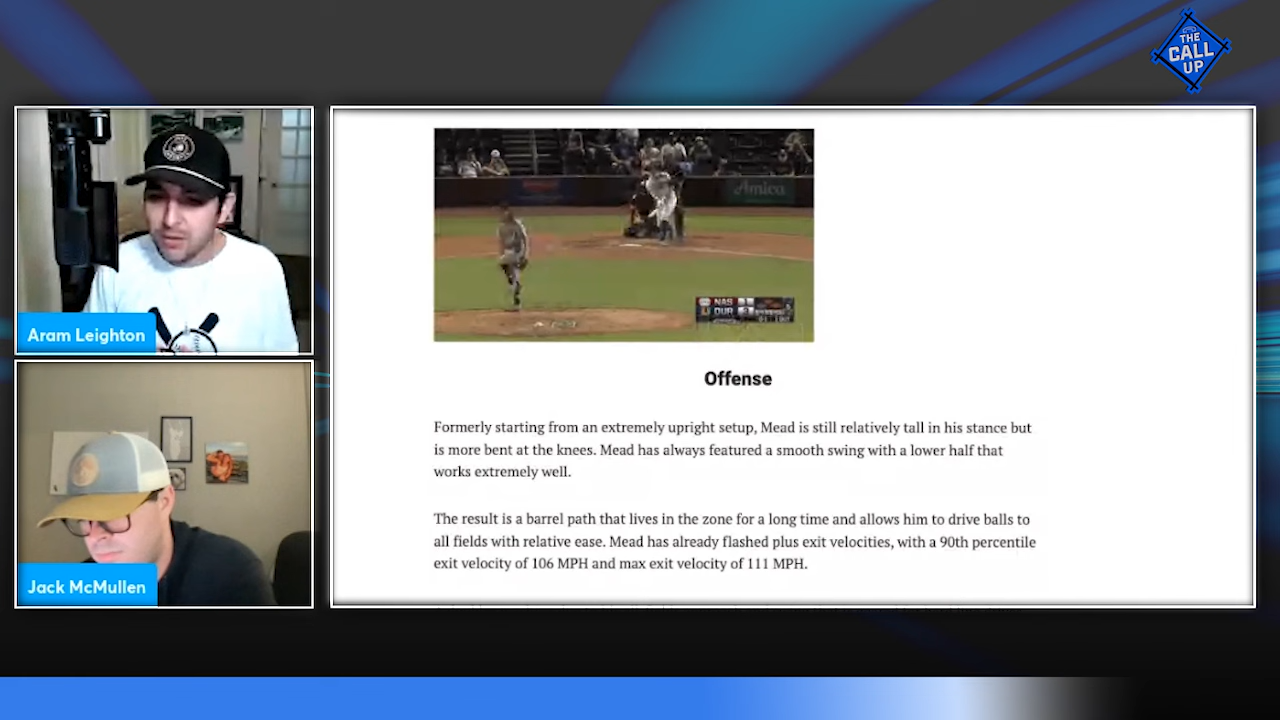 THE
CALL
UP
Amica
NAS
DUR
Aram Leighton
Offense
Formerly starting from an extremely upright setup, Mead is still relatively tall in his stance but
is more bent at the knees. Mead has always featured a smooth swing with a lower half that
works extremely well.
The result is a barrel path that lives in the zone for a long time and allows him to drive balls to
all fields with relative ease. Mead has already flashed plus exit velocities, with a 90th percentile
exit velocity of 106 MPH and max exit velocity of 111 MPH.
Jack McMullen